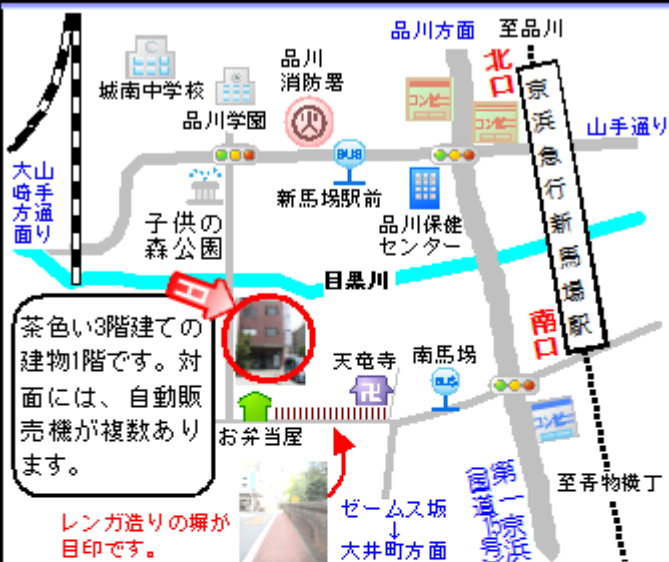 品川方面
至品川
北口
京浜急行新馬場駅
品川
消防署
城南中学校
コンビニ
コンビニ
品川学園
山手通り
BUS
新馬場駅前
山手通り
大崎方面
子供の
森公園
品川保健
センター
目黒川
南口
茶色い3階建ての
建物1階です。対
面には、自動販
売機が複数あり
ます。
天竜寺
南馬場
BUS
卍
コンビニ
お弁当屋
至青物横丁
第一京浜
国道15号
レンガ造りの塀が
目印です。
ゼームス坂
↓
大井町方面